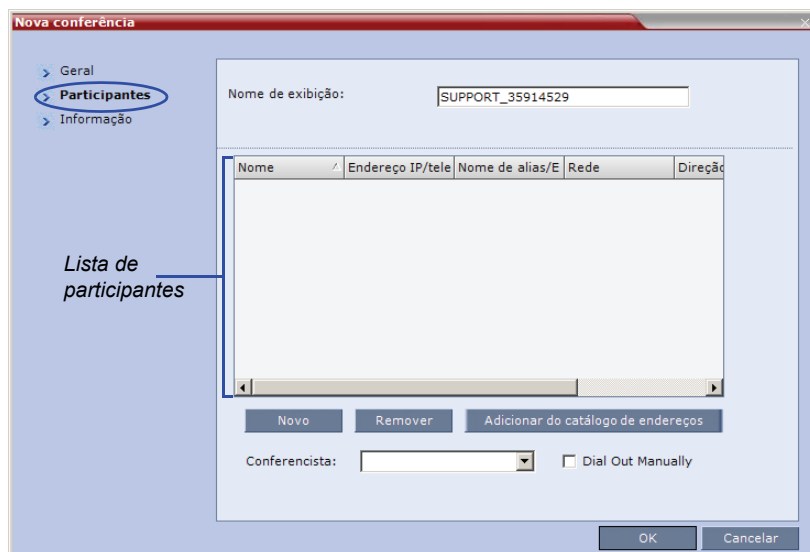 Nova conferência
Geral
Participantes
Informação
Nome de exibição: SUPPORT_35914529
Nome Endereço IP/tele Nome de alias/E Rede Direção
Lista de
participantes
Novo Remover Adicionar do catálogo de endereços
Conferencista: Dial Out Manually
OK Cancelar